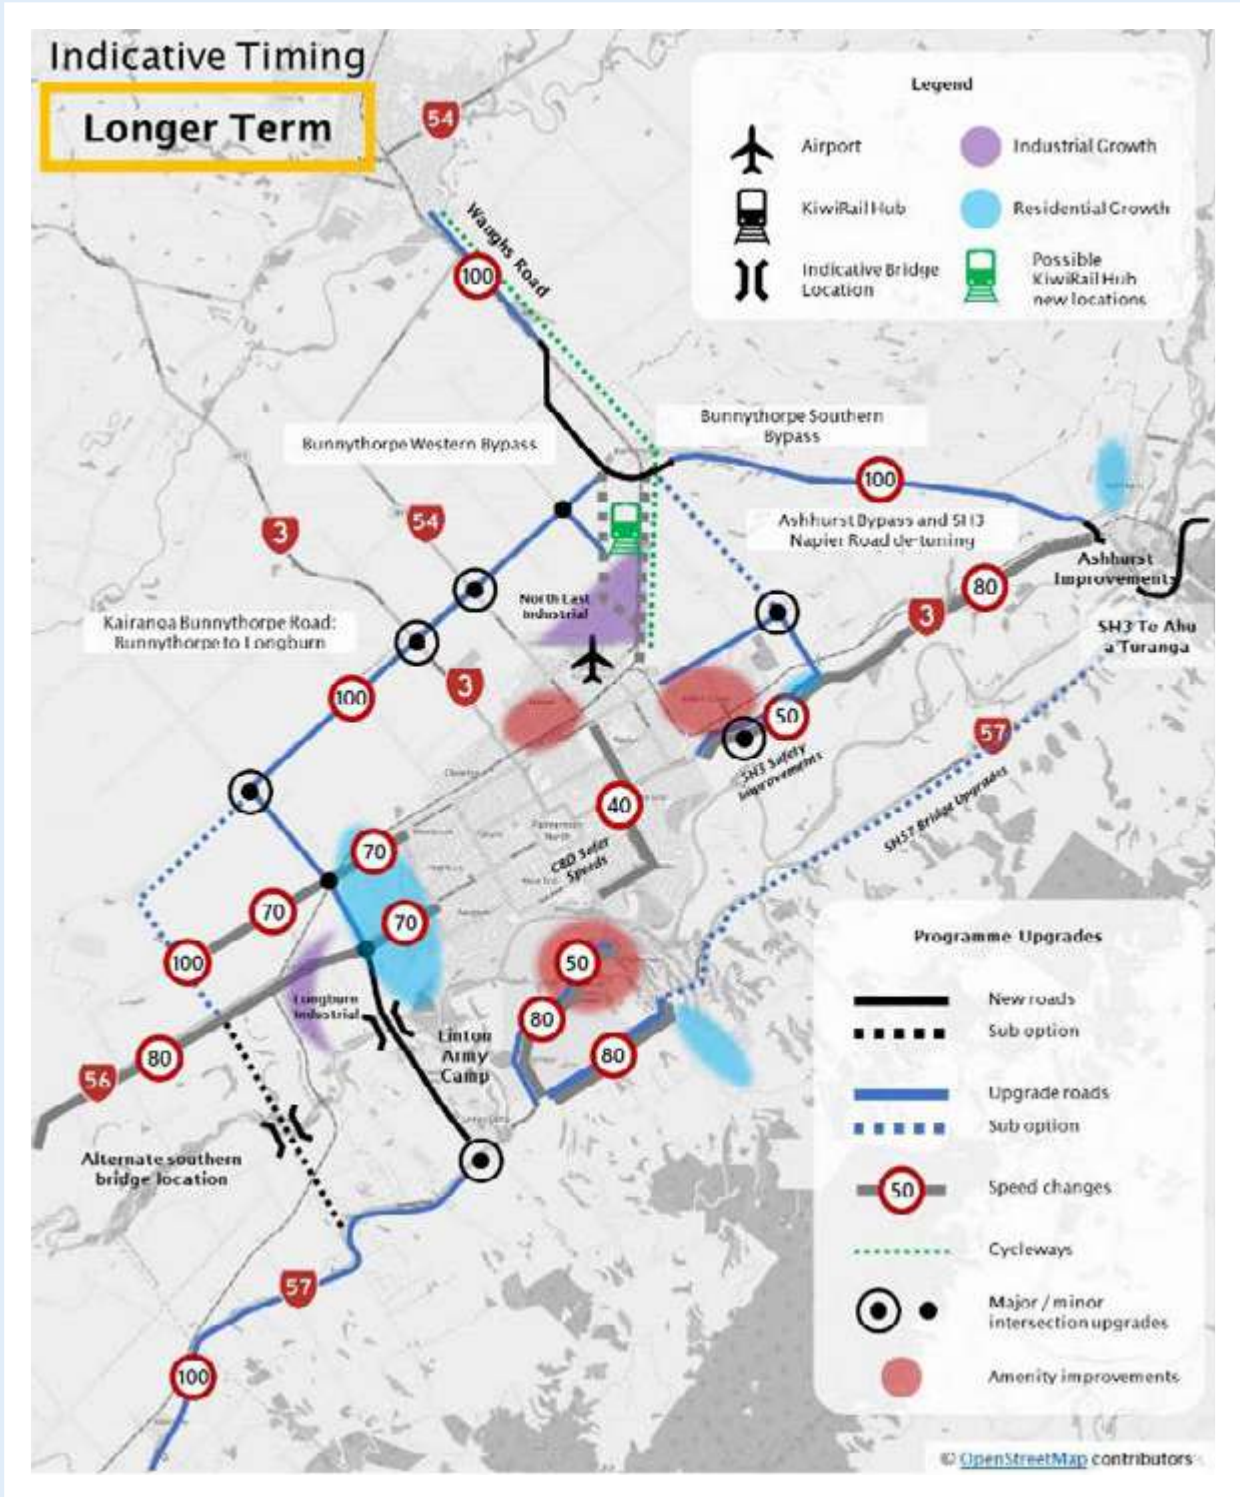 Indicative Timing
Longer Term
54
Legend
Airport
Industrial Growth
KiwiRail Hub
Residential Growth
Indicative Bridge
Location
Possible
KiwiRail Hub
new locations
Waughs Road
100
Bunnythorpe Western Bypass
Bunnythorpe Southern
Bypass
100
3
54
Ashhurst Bypass and SH3
Napier Road de-tuning
Ashhurst
Improvements
80
3
North East
Industrial
Kairanga Bunnythorpe Road:
Bunnythorpe to Longburn
SH3 Te Ahu
a Turanga
100
3
50
57
SH3 Safety
Improvements
SH57 Bridge Upgrades
40
Palmerston
North
CBD Safer
Speeds
70
70
70
100
50
80
80
80
Longburn
Industrial
Linton
Army
Camp
56
Alternate southern
bridge location
57
100
Programme Upgrades
New roads
Sub option
Upgrade roads
Sub option
50
Speed changes
Cycleways
Major / minor
intersection upgrades
Amenity improvements
© OpenStreetMap contributors